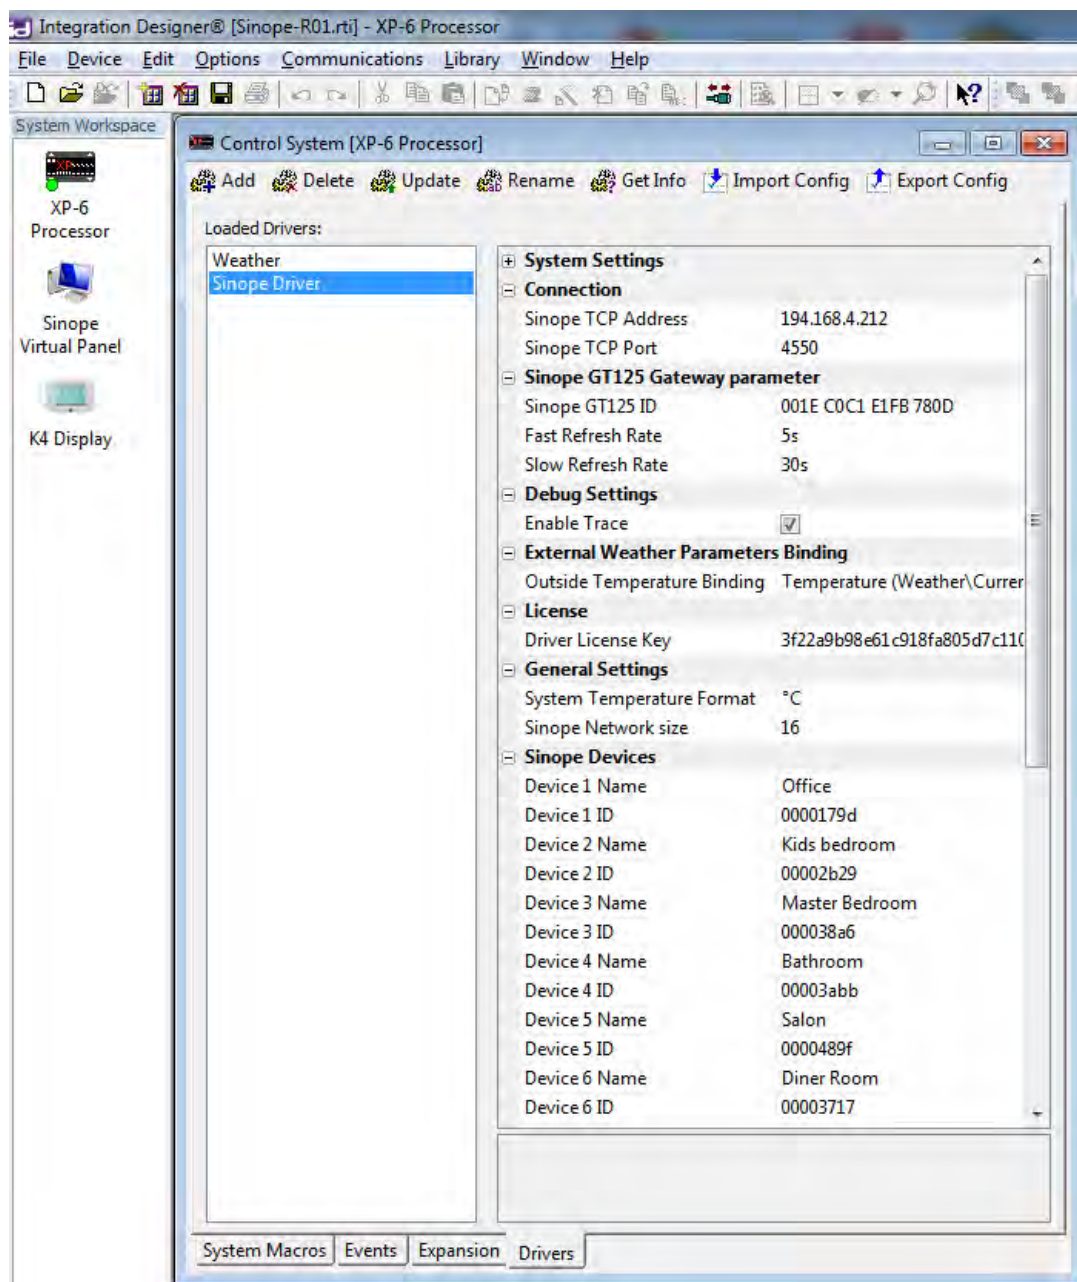 Integration Designer® [Sinope-R01.rti] - XP-6 Processor
File Device Edit Options Communications Library Window Help
System Workspace
XP-6
Processor
Sinope
Virtual Panel
K4 Display
Control System [XP-6 Processor]
Add Delete Update Rename Get Info Import Config Export Config
Loaded Drivers:
Weather
Sinope Driver
System Settings
Connection
Sinope TCP Address 194.168.4.212
Sinope TCP Port 4550
Sinope GT125 Gateway parameter
Sinope GT125 ID 001E C0C1 E1FB 780D
Fast Refresh Rate 5s
Slow Refresh Rate 30s
Debug Settings
Enable Trace
External Weather Parameters Binding
Outside Temperature Binding Temperature (Weather\Currer
License
Driver License Key 3f22a9b98e61c918fa805d7c110
General Settings
System Temperature Format °C
Sinope Network size 16
Sinope Devices
Device 1 Name Office
Device 1 ID 0000179d
Device 2 Name Kids bedroom
Device 2 ID 00002b29
Device 3 Name Master Bedroom
Device 3 ID 000038a6
Device 4 Name Bathroom
Device 4 ID 00003abb
Device 5 Name Salon
Device 5 ID 0000489f
Device 6 Name Diner Room
Device 6 ID 00003717
System Macros Events Expansion Drivers